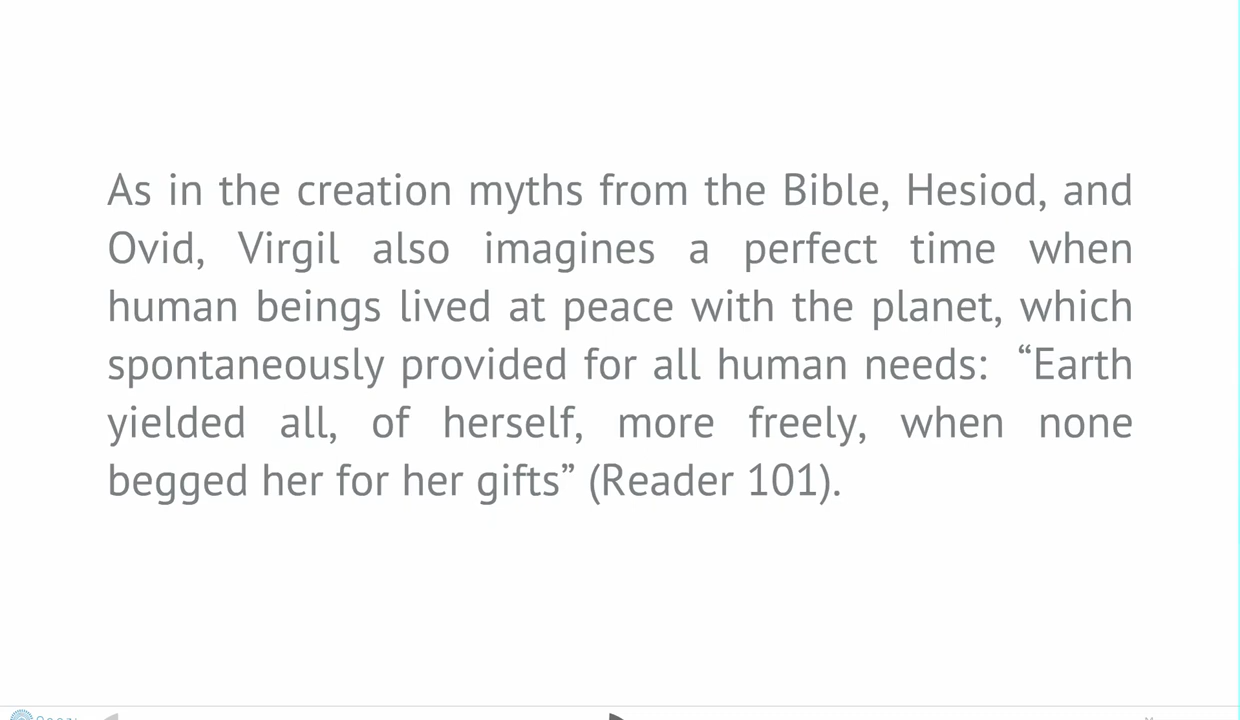 As in the creation myths from the Bible, Hesiod, and
Ovid, Virgil also imagines a perfect time when
human beings lived at peace with the planet, which
spontaneously provided for all human needs:  “Earth
yielded all, of herself, more freely, when none
begged her for her gifts” (Reader 101).